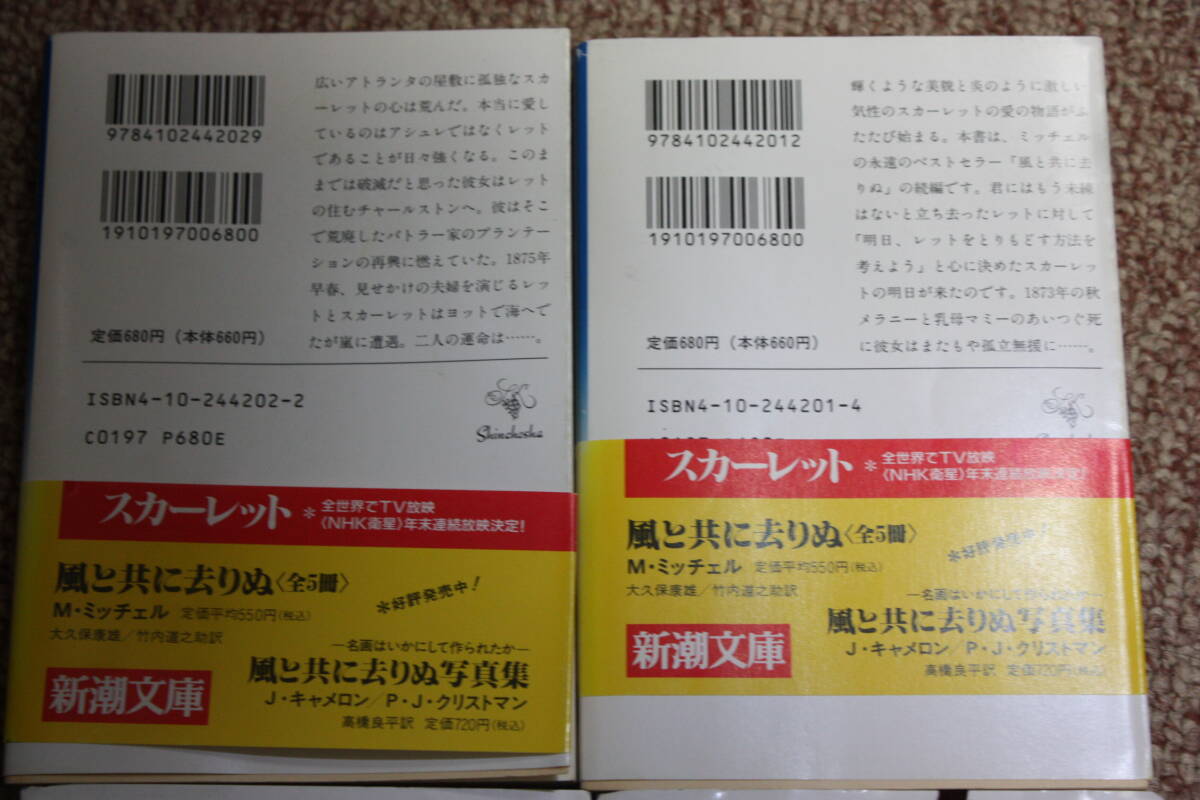 9784102442029
1910197006800
定価680円（本体660円）
広いアトランタの屋敷に孤独なスカ
ーレットの心は荒んだ。本当に愛し
ているのはアシュレではなくレット
であることが日々強くなる。このま
までは破滅だと思った彼女はレット
の住むチャールストンへ。彼はそこ
で荒廃したバトラー家のプランテー
ションの再興に燃えていた。1875年
早春、見せかけの夫婦を演じるレッ
トとスカーレットはヨットで海へで
たが嵐に遭遇。二人の運命は……。
ISBN4-10-244202-2
C0197 P680E
Shinchosha
スカーレット
＊全世界でTV放映
〈NHK衛星〉年末連続放映決定！
風と共に去りぬ〈全5冊〉
M・ミッチェル 定価平均550円（税込）
大久保康雄／竹内道之助訳
＊好評発売中！
―名画はいかにして作られたか―
風と共に去りぬ写真集
J・キャメロン／P・J・クリストマン
高橋良平訳 定価720円（税込）
新潮文庫
9784102442012
1910197006800
定価680円（本体660円）
輝くような美貌と炎のように激しい
気性のスカーレットの愛の物語がふ
たたび始まる。本書は、ミッチェル
の永遠のベストセラー「風と共に去
りぬ」の続編です。君にはもう未練
はないと立ち去ったレットに対して
「明日、レットをとりもどす方法を
考えよう」と心に決めたスカーレッ
トの明日が来たのです。1873年の秋
メラニーと乳母マミーのあいつぐ死
に彼女はまたもや孤立無援に……。
ISBN4-10-244201-4
スカーレット
＊全世界でTV放映
〈NHK衛星〉年末連続放映決定！
風と共に去りぬ〈全5冊〉
M・ミッチェル 定価平均550円（税込）
大久保康雄／竹内道之助訳
＊好評発売中！
―名画はいかにして作られたか―
風と共に去りぬ写真集
J・キャメロン／P・J・クリストマン
高橋良平訳 定価720円（税込）
新潮文庫